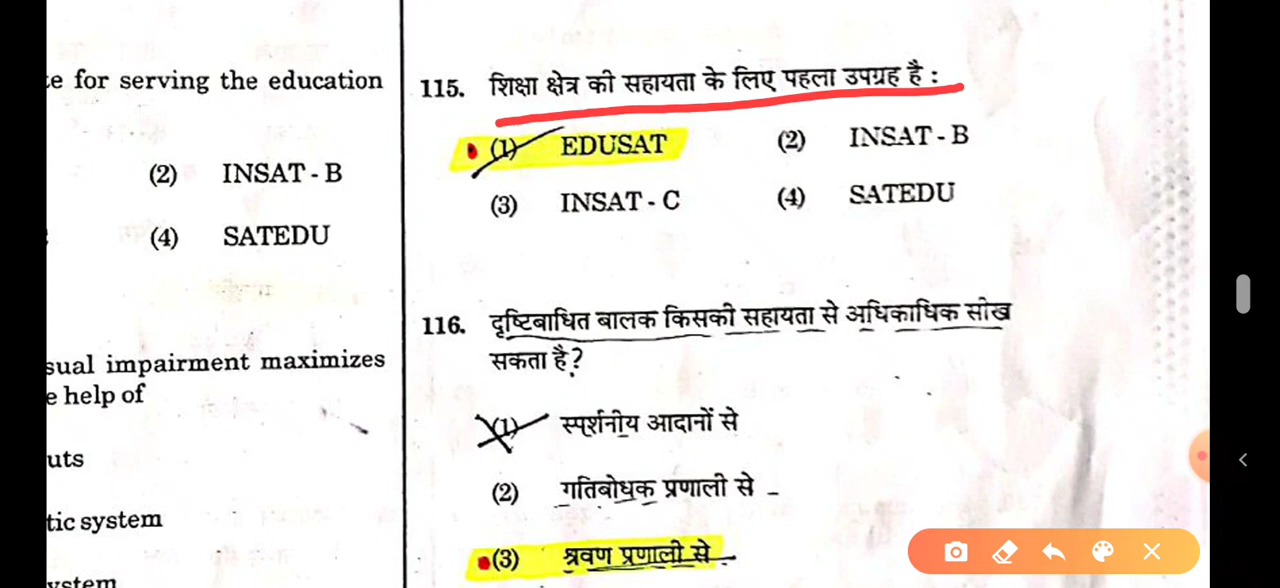 for serving the education
(2) INSAT - B
(4) SATEDU
sual impairment maximizes
e help of
uts
tic system
ystem
115. शिक्षा क्षेत्र की सहायता के लिए पहला उपग्रह है :
(1) EDUSAT (2) INSAT - B
(3) INSAT - C (4) SATEDU
116. दृष्टिबाधित बालक किसकी सहायता से अधिकाधिक सीख
सकता है?
(1) स्पर्शनीय आदानों से
(2) गतिबोधक प्रणाली से
(3) श्रवण प्रणाली से